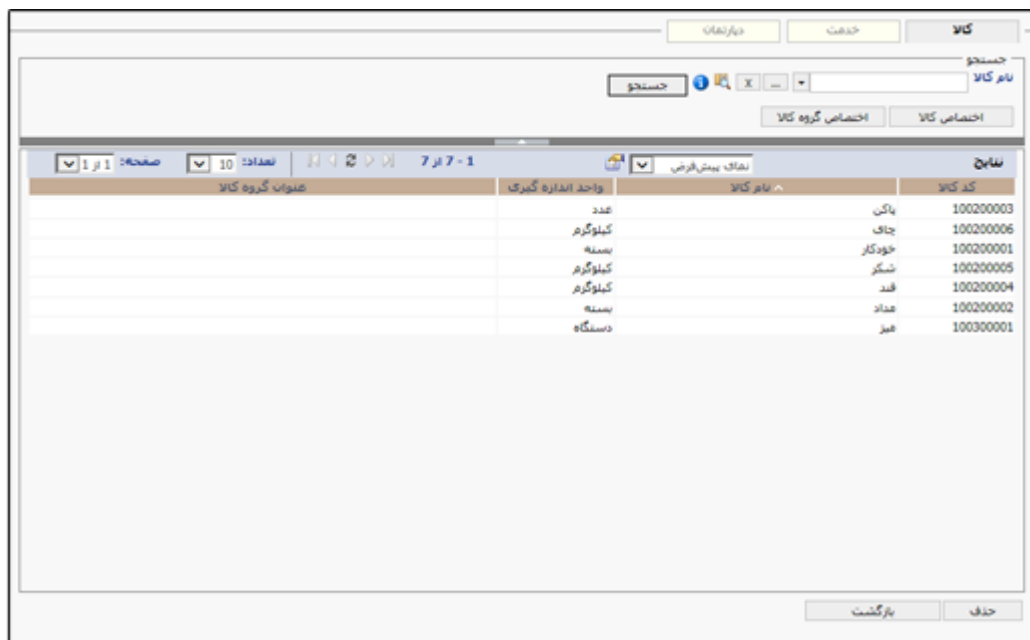 کالا خدمت دپارتمان
جستجو
نام کالا ... x جستجو
اختصاص کالا اختصاص گروه کالا
نتایج نمای پیش‌فرض 1 - 7 از 7 تعداد: 10 صفحه: 1 از 1
کد کالا نام کالا واحد اندازه گیری عنوان گروه کالا
100200003 پاکن عدد
100200006 چای کیلوگرم
100200001 خودکار بسته
100200005 شکر کیلوگرم
100200004 قند کیلوگرم
100200002 مداد بسته
100300001 میز دستگاه
حذف بازگشت